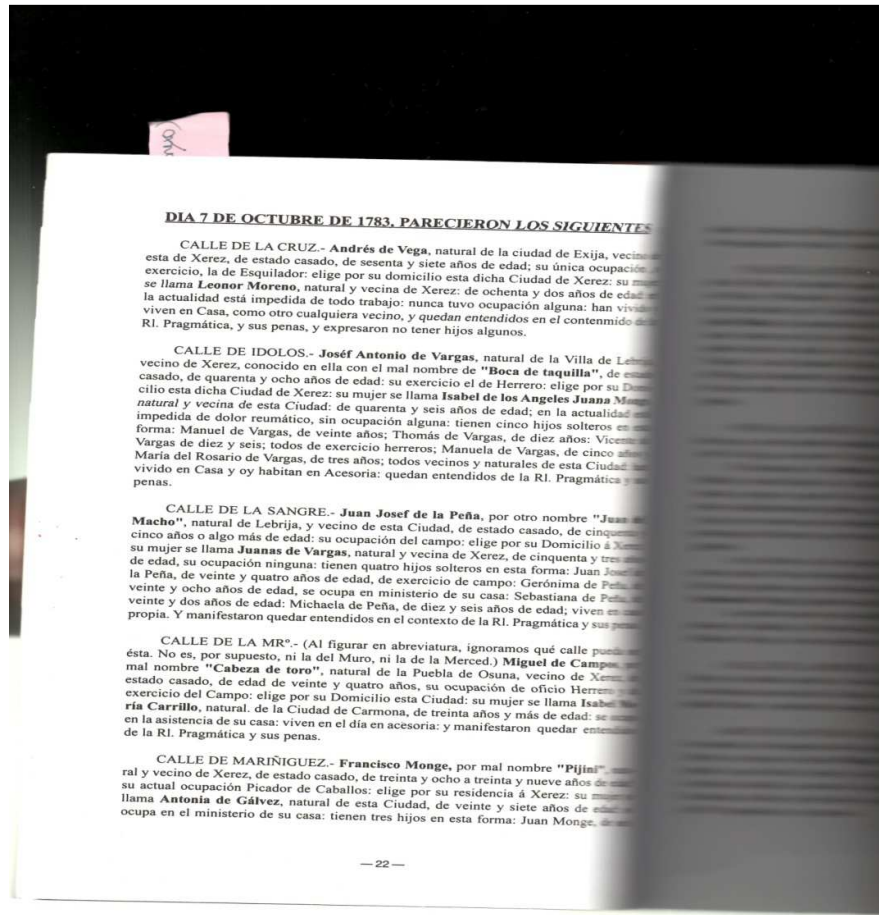 DIA 7 DE OCTUBRE DE 1783, PARECIERON LOS SIGUIENTES
CALLE DE LA CRUZ.- Andrés de Vega, natural de la ciudad de Exija, vecino
esta de Xerez, de estado casado, de sesenta y siete años de edad; su única ocupación
exercicio, la de Esquilador: elige por su domicilio esta dicha Ciudad de Xerez: su mujer
se llama Leonor Moreno, natural y vecina de Xerez: de ochenta y dos años de edad
la actualidad está impedida de todo trabajo: nunca tuvo ocupación alguna: han vivido
viven en Casa, como otro cualquiera vecino, y quedan entendidos en el contenmido
Rl. Pragmática, y sus penas, y expresaron no tener hijos algunos.
CALLE DE IDOLOS.- Joséf Antonio de Vargas, natural de la Villa de
vecino de Xerez, conocido en ella con el mal nombre de "Boca de taquilla", de
casado, de quarenta y ocho años de edad: su exercicio el de Herrero: elige por su
cilio esta dicha Ciudad de Xerez: su mujer se llama Isabel de los Angeles Juana
natural y vecina de esta Ciudad: de quarenta y seis años de edad; en la actualidad
impedida de dolor reumático, sin ocupación alguna: tienen cinco hijos solteros en
forma: Manuel de Vargas, de veinte años; Thomás de Vargas, de diez años: Vicente
Vargas de diez y seis; todos de exercicio herreros; Manuela de Vargas, de cinco
María del Rosario de Vargas, de tres años; todos vecinos y naturales de esta Ciudad
vivido en Casa y oy habitan en Acesoria: quedan entendidos de la Rl. Pragmática
penas.
CALLE DE LA SANGRE.- Juan Josef de la Peña, por otro nombre "Juan
Macho", natural de Lebrija, y vecino de esta Ciudad, de estado casado, de
cinco años o algo más de edad: su ocupación del campo: elige por su Domicilio á
su mujer se llama Juanas de Vargas, natural y vecina de Xerez, de cinquenta y tres
de edad, su ocupación ninguna: tienen quatro hijos solteros en esta forma: Juan
la Peña, de veinte y quatro años de edad, de exercicio de campo: Gerónima de
veinte y ocho años de edad, se ocupa en ministerio de su casa: Sebastiana de
veinte y dos años de edad: Michaela de Peña, de diez y seis años de edad; viven en
propia. Y manifestaron quedar entendidos en el contexto de la Rl. Pragmática y sus
CALLE DE LA MRº.- (Al figurar en abreviatura, ignoramos qué calle
ésta. No es, por supuesto, ni la del Muro, ni la de la Merced.) Miguel de Campos,
mal nombre "Cabeza de toro", natural de la Puebla de Osuna, vecino de
estado casado, de edad de veinte y quatro años, su ocupación de oficio Herrero
exercicio del Campo: elige por su Domicilio esta Ciudad: su mujer se llama Isabel
ría Carrillo, natural. de la Ciudad de Carmona, de treinta años y más de edad: se
en la asistencia de su casa: viven en el día en acesoria: y manifestaron quedar
de la Rl. Pragmática y sus penas.
CALLE DE MARIÑIGUEZ.- Francisco Monge, por mal nombre "Pijini",
ral y vecino de Xerez, de estado casado, de treinta y ocho a treinta y nueve años
su actual ocupación Picador de Caballos: elige por su residencia á Xerez: su
llama Antonia de Gálvez, natural de esta Ciudad, de veinte y siete años de
ocupa en el ministerio de su casa: tienen tres hijos en esta forma: Juan Monge,
— 22 —